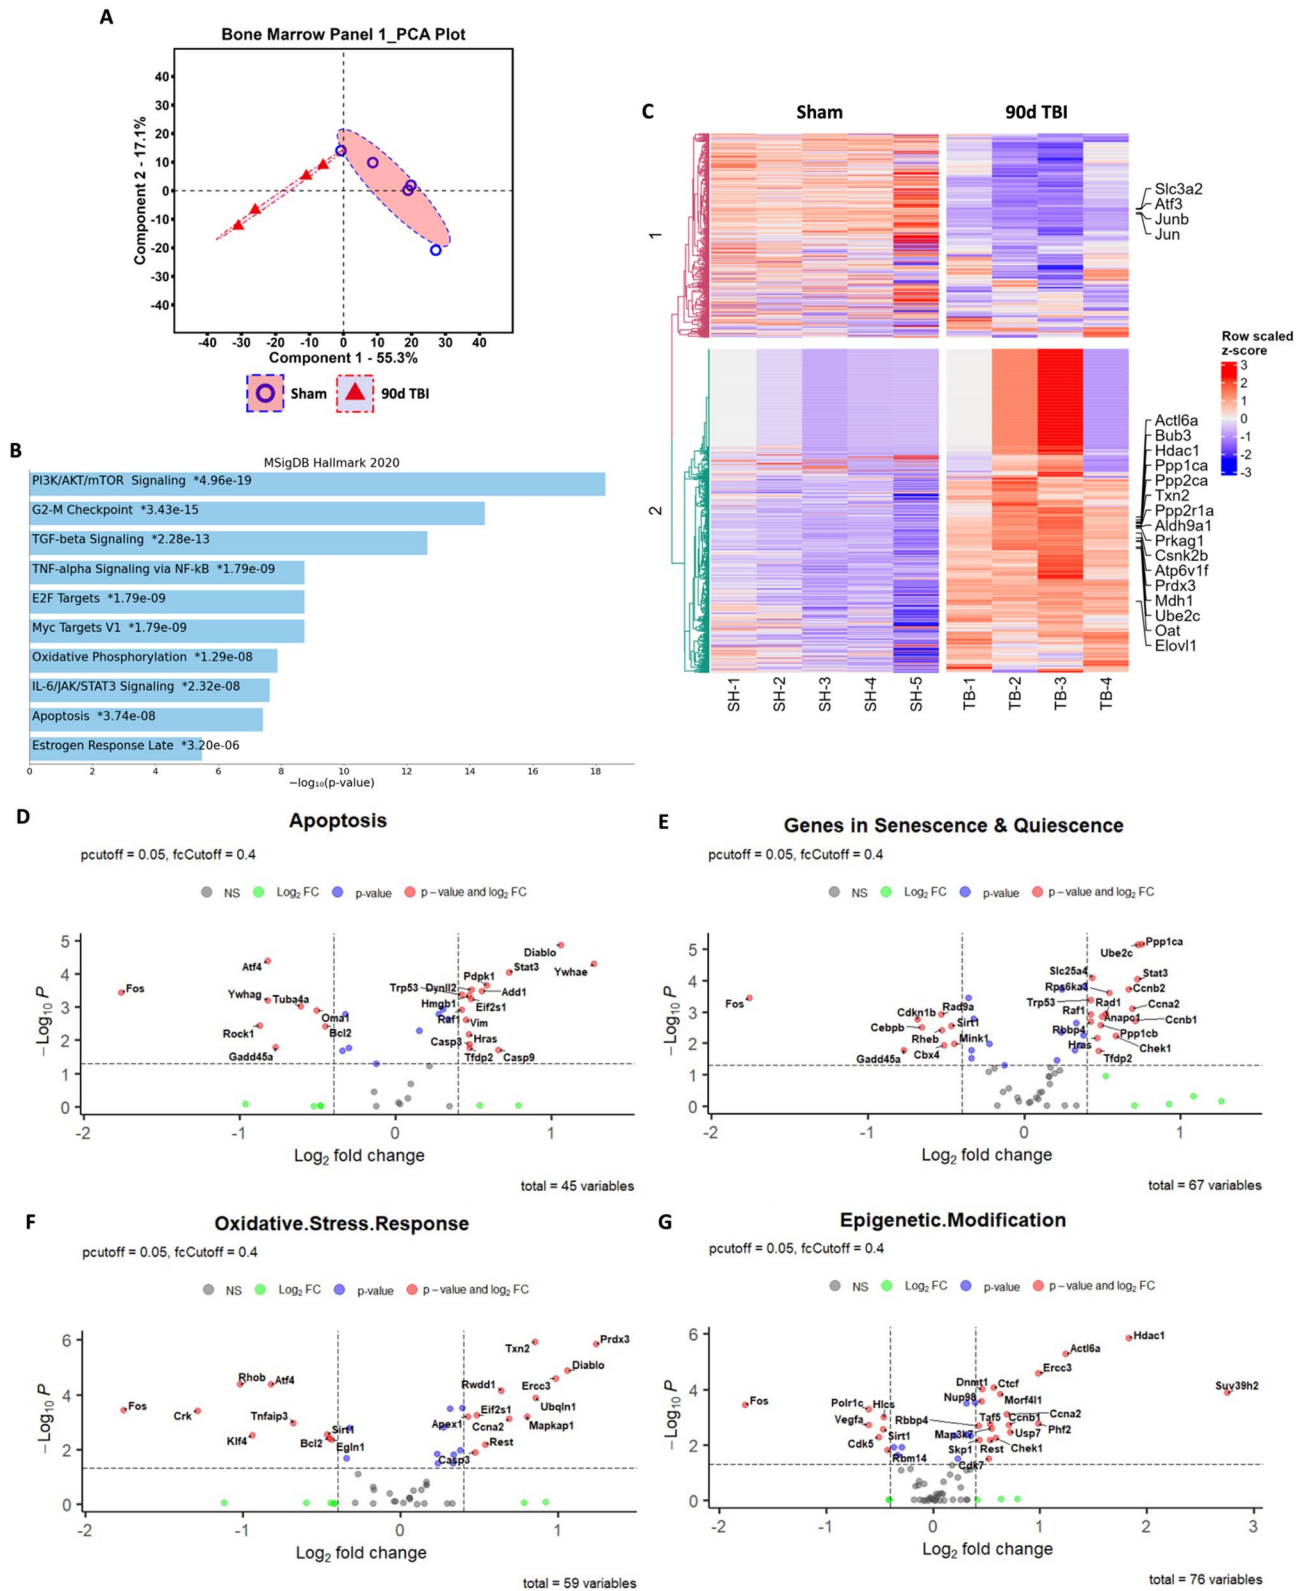 A
Bone Marrow Panel 1_PCA Plot
Component 2 - 17.1%
40
30
20
10
0
-10
-20
-30
-40
-40 -30 -20 -10 0 10 20 30 40
Component 1 - 55.3%
Sham 90d TBI
B
MSigDB Hallmark 2020
PI3K/AKT/mTOR Signaling *4.96e-19
G2-M Checkpoint *3.43e-15
TGF-beta Signaling *2.28e-13
TNF-alpha Signaling via NF-kB *1.79e-09
E2F Targets *1.79e-09
Myc Targets V1 *1.79e-09
Oxidative Phosphorylation *1.29e-08
IL-6/JAK/STAT3 Signaling *2.32e-08
Apoptosis *3.74e-08
Estrogen Response Late *3.20e-06
0 2 4 6 8 10 12 14 16 18
−log₁₀(p-value)
C
Sham 90d TBI
1
2
Slc3a2
Atf3
Junb
Jun
Row scaled
z-score
3
2
1
0
-1
-2
-3
Actl6a
Bub3
Hdac1
Ppp1ca
Ppp2ca
Txn2
Ppp2r1a
Aldh9a1
Prkag1
Csnk2b
Atp6v1f
Prdx3
Mdh1
Ube2c
Oat
Elovl1
SH-1 SH-2 SH-3 SH-4 SH-5 TB-1 TB-2 TB-3 TB-4
D
Apoptosis
pcutoff = 0.05, fcCutoff = 0.4
NS Log₂ FC p-value p − value and log₂ FC
− Log₁₀ P
5
4
3
2
1
0
Diablo
Atf4
Stat3
Ywhae
Fos
Pdpk1
Trp53 Dynll2
Add1
Ywhag Tuba4a
Hmgb1
Eif2s1
Oma1
Raf1 Vim
Rock1
Bcl2
Hras
Casp3
Gadd45a
Tfdp2 Casp9
-2 -1 0 1
Log₂ fold change
total = 45 variables
E
Genes in Senescence & Quiescence
pcutoff = 0.05, fcCutoff = 0.4
NS Log₂ FC p-value p − value and log₂ FC
− Log₁₀ P
5
4
3
2
1
0
Ube2c Ppp1ca
Slc25a4 Stat3
Rps6ka4 Ccnb2
Fos
Trp53 Rad1 Ccna2
Cdkn1b Rad9a
Raf1 Anapc1 Ccnb1
Cebpb Sirt1
Rbbp4 Ppp1cb
Rheb Mink1
Hras Chek1
Gadd45a Cbx4
Tfdp2
-2 -1 0 1
Log₂ fold change
total = 67 variables
F
Oxidative.Stress.Response
pcutoff = 0.05, fcCutoff = 0.4
NS Log₂ FC p-value p − value and log₂ FC
− Log₁₀ P
6
4
2
0
Txn2 Prdx3
Diablo
Rhob Atf4
Rwdd1 Ercc3
Fos
Crk
Eif2s1 Ubqln1
Tnfaip3
Apex1 Ccna2 Mapkap1
Klf4
Sirt1
Bcl2 Egln1
Rest
Casp3
-2 -1 0 1
Log₂ fold change
total = 59 variables
G
Epigenetic.Modification
pcutoff = 0.05, fcCutoff = 0.4
NS Log₂ FC p-value p − value and log₂ FC
− Log₁₀ P
6
4
2
0
Hdac1
Actl6a
Ercc3
Dnmt1 Ctcf
Suv39h2
Nup98 Morf4l1
Fos
Polr1c Hlcs
Vegfa
Rbbp4 Taf5 Ccnb1 Ccna2
Map3k7 Usp7 Phf2
Cdk5 Sirt1
Skp1 Rest Chek1
Rbm14
Cdk7
-2 -1 0 1 2 3
Log₂ fold change
total = 76 variables